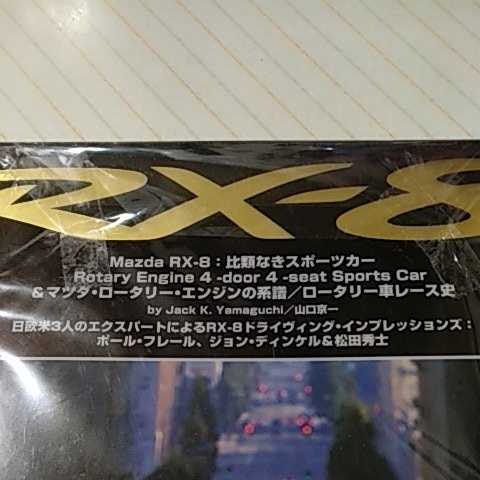 RX-8
Mazda RX-8：比類なきスポーツカー
Rotary Engine 4 -door 4 -seat Sports Car
＆マツダ・ロータリー・エンジンの系譜／ロータリー車レース史
by Jack K. Yamaguchi／山口京一
日欧米3人のエクスパートによるRX-8ドライヴィング・インプレッションズ：
ポール・フレール、ジョン・ディンケル＆松田秀士